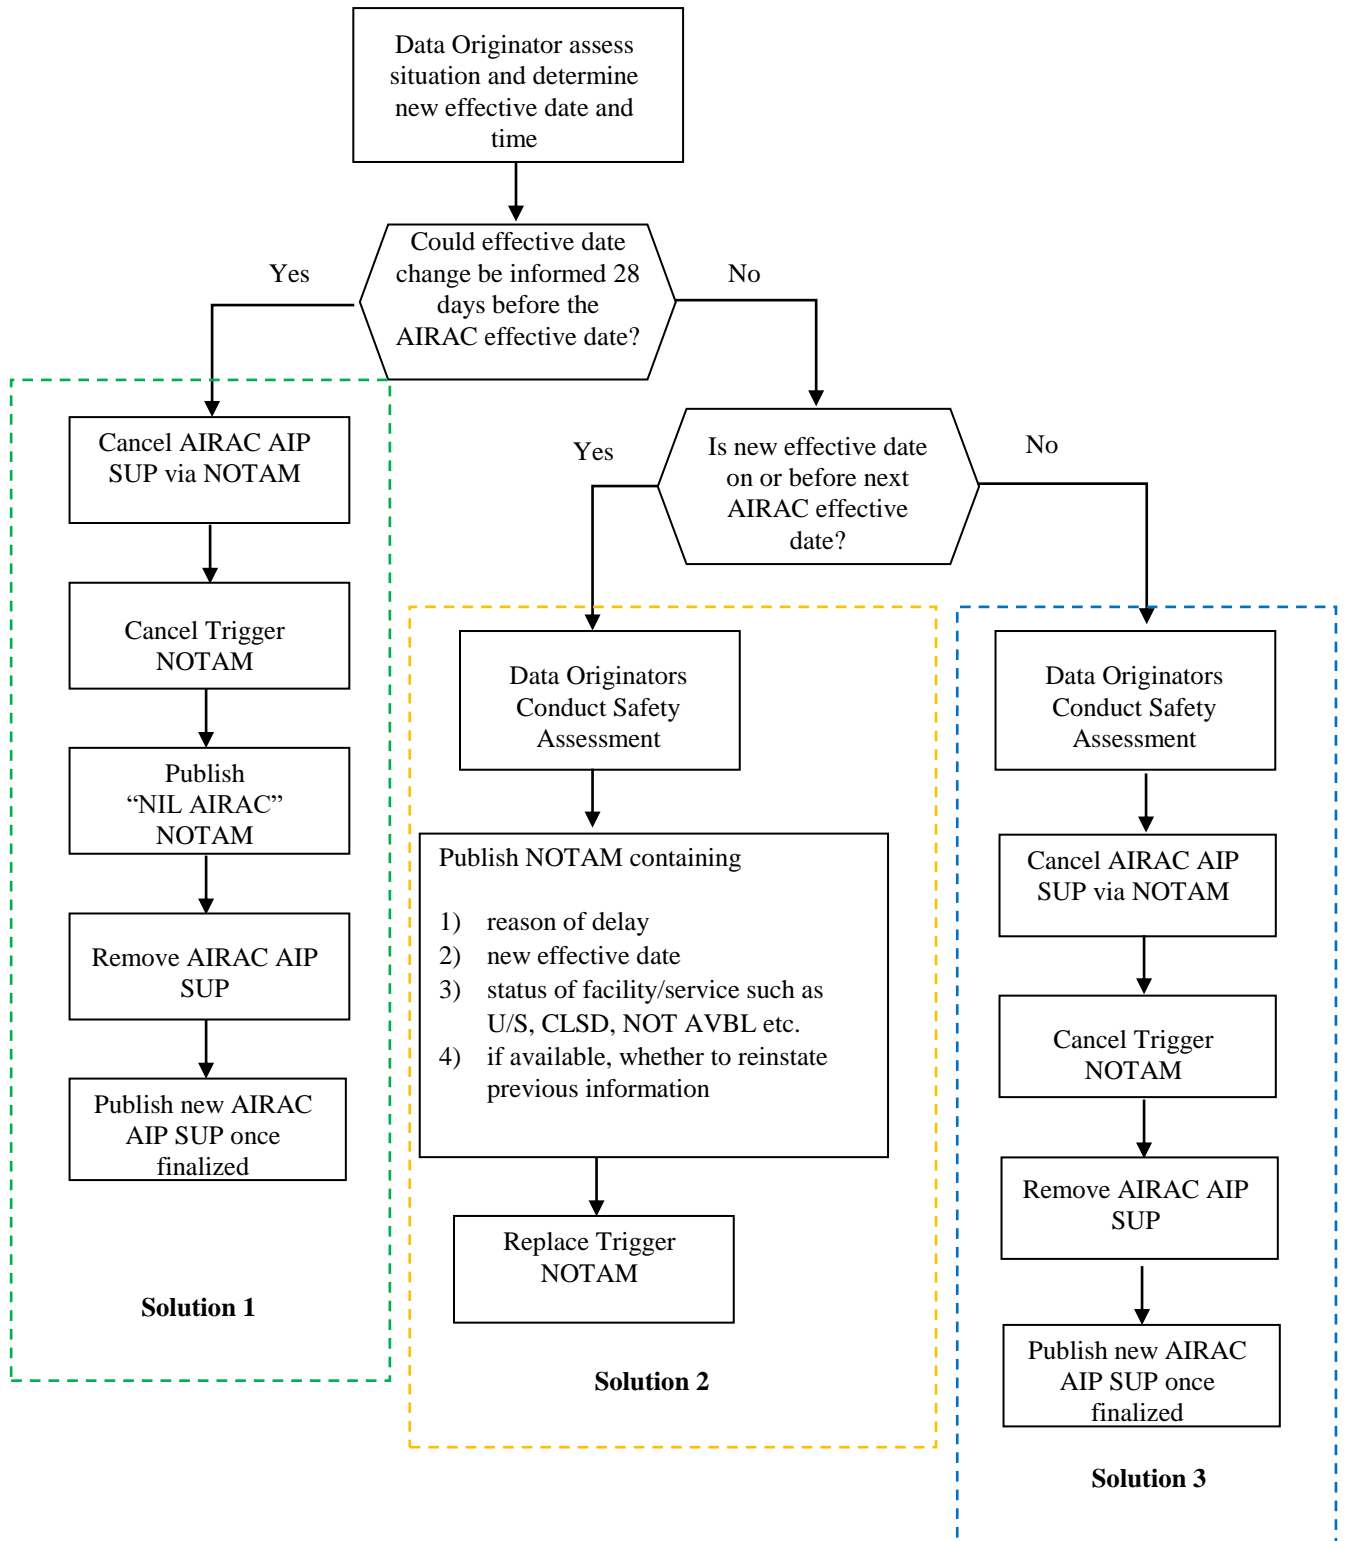 Data Originator assess
situation and determine
new effective date and
time
Could effective date
change be informed 28
days before the
AIRAC effective date?
Yes
No
Cancel AIRAC AIP
SUP via NOTAM
Cancel Trigger
NOTAM
Publish
“NIL AIRAC”
NOTAM
Remove AIRAC AIP
SUP
Publish new AIRAC
AIP SUP once
finalized
Solution 1
Is new effective date
on or before next
AIRAC effective
date?
Yes
No
Data Originators
Conduct Safety
Assessment
Publish NOTAM containing
1) reason of delay
2) new effective date
3) status of facility/service such as
U/S, CLSD, NOT AVBL etc.
4) if available, whether to reinstate
previous information
Replace Trigger
NOTAM
Solution 2
Data Originators
Conduct Safety
Assessment
Cancel AIRAC AIP
SUP via NOTAM
Cancel Trigger
NOTAM
Remove AIRAC AIP
SUP
Publish new AIRAC
AIP SUP once
finalized
Solution 3